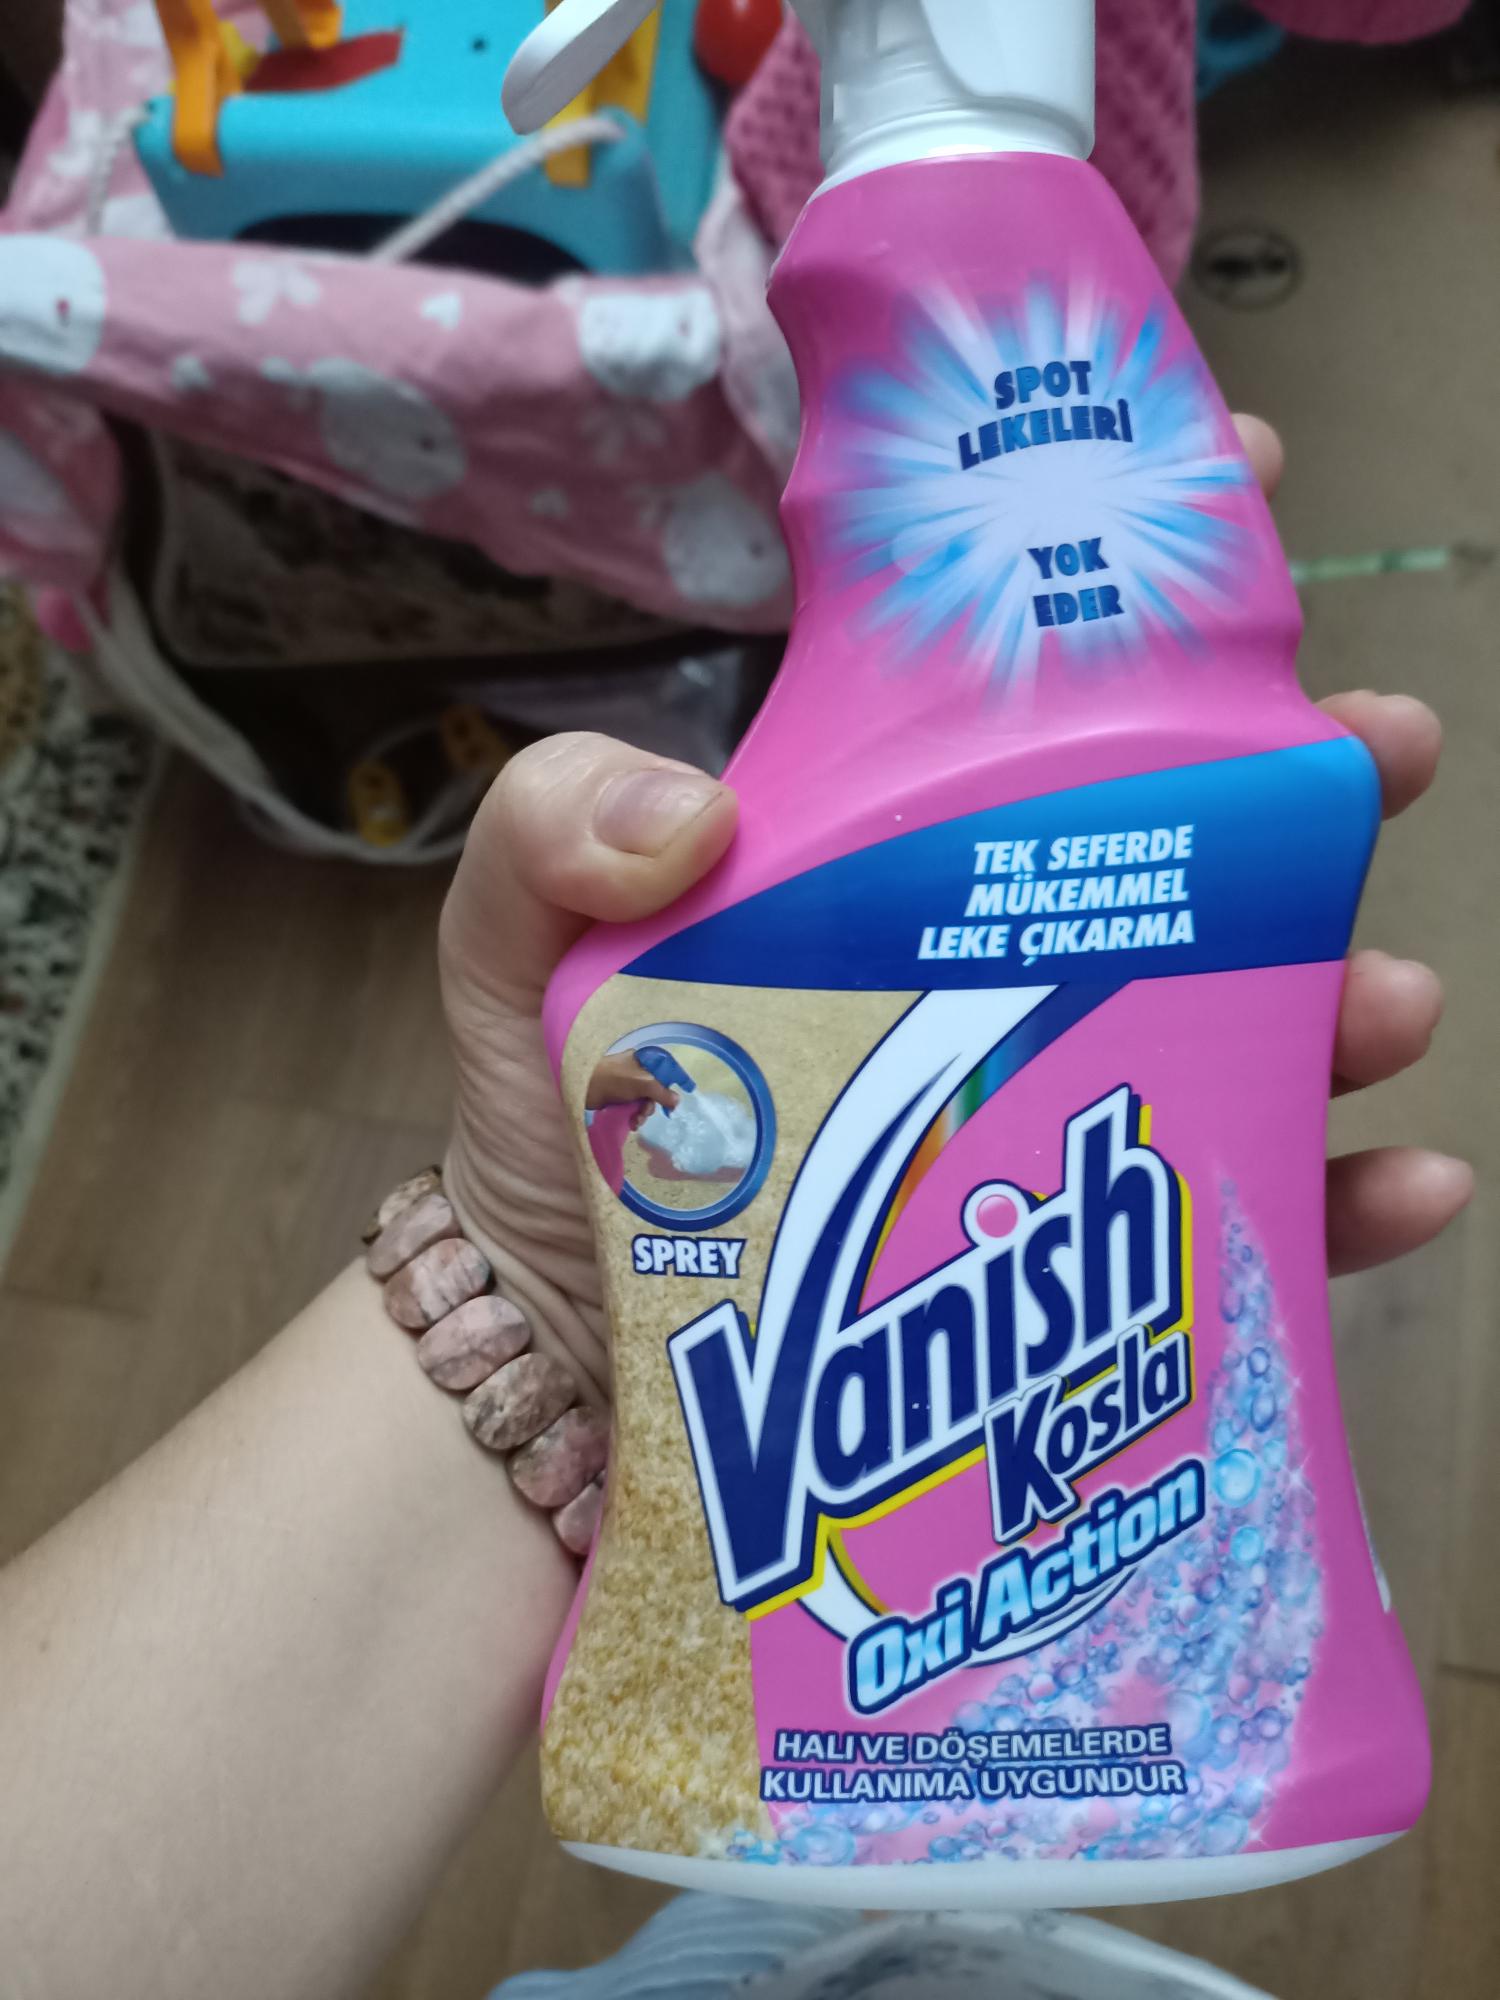 SPOT
LEKELERİ
YOK
EDER
TEK SEFERDE
MÜKEMMEL
LEKE ÇIKARMA
SPREY
Vanish
Kosla
Oxi Action
HALI VE DÖŞEMELERDE
KULLANIMA UYGUNDUR